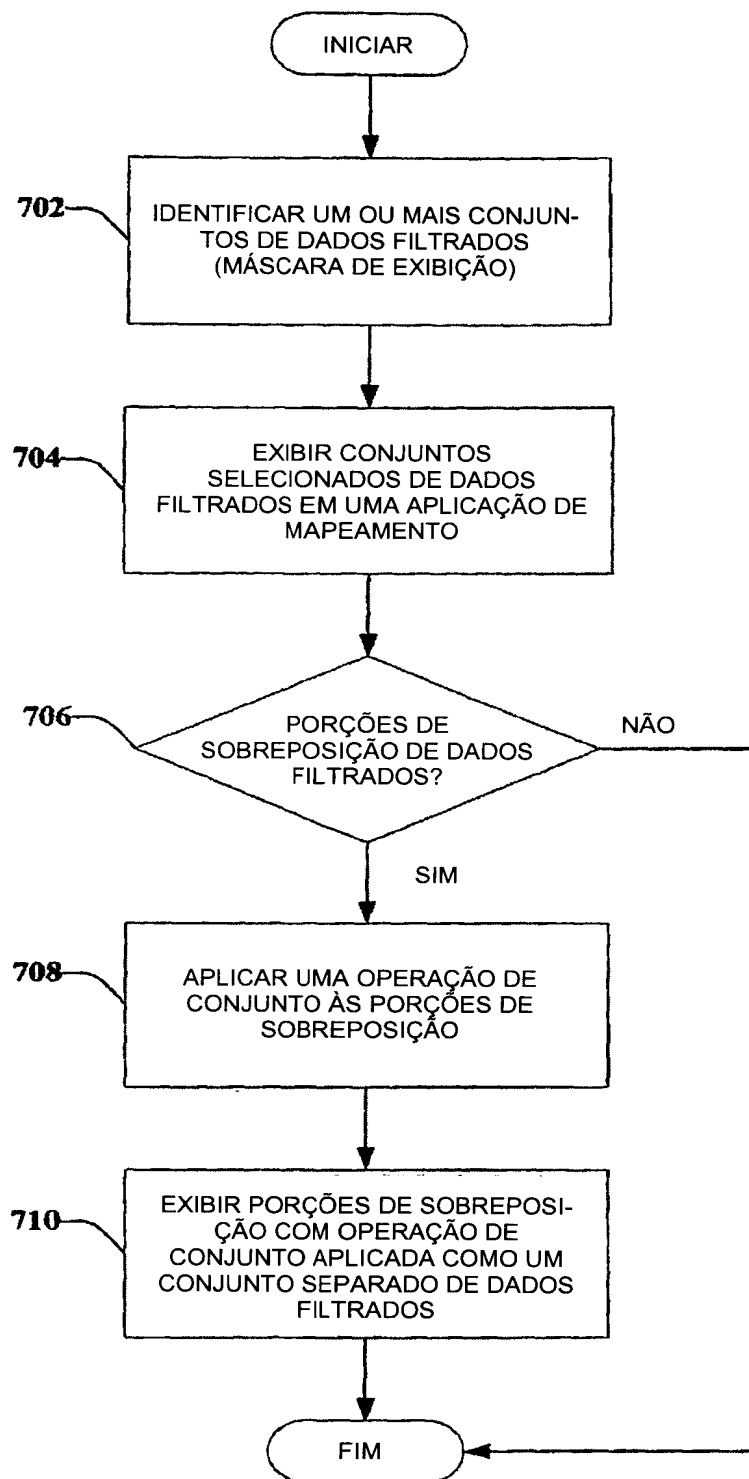 INICIAR
702
IDENTIFICAR UM OU MAIS CONJUN-
TOS DE DADOS FILTRADOS
(MÁSCARA DE EXIBIÇÃO)
704
EXIBIR CONJUNTOS
SELECIONADOS DE DADOS
FILTRADOS EM UMA APLICAÇÃO DE
MAPEAMENTO
706
PORÇÕES DE
SOBREPOSIÇÃO DE DADOS
FILTRADOS?
NÃO
SIM
708
APLICAR UMA OPERAÇÃO DE
CONJUNTO ÀS PORÇÕES DE
SOBREPOSIÇÃO
710
EXIBIR PORÇÕES DE SOBREPOSI-
ÇÃO COM OPERAÇÃO DE
CONJUNTO APLICADA COMO UM
CONJUNTO SEPARADO DE DADOS
FILTRADOS
FIM